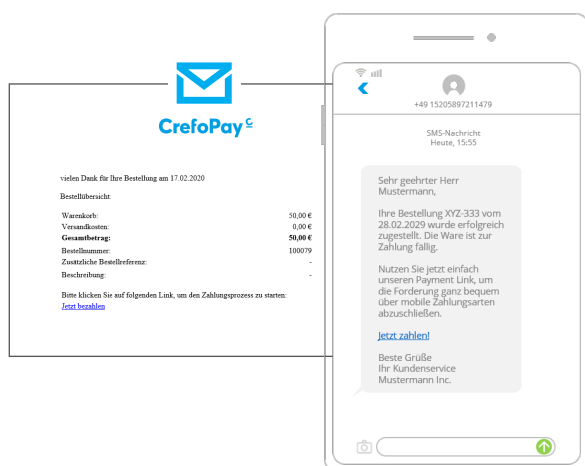 CrefoPay c
vielen Dank für Ihre Bestellung am 17.02.2020
Bestellübersicht:
Warenkorb: 50,00 €
Versandkosten: 0,00 €
Gesamtbetrag: 50,00 €
Bestellnummer: 100079
Zusätzliche Bestellreferenz: -
Beschreibung: -
Bitte klicken Sie auf folgenden Link, um den Zahlungsprozess zu starten:
Jetzt bezahlen
+49 15205897211479
SMS-Nachricht
Heute, 15:55
Sehr geehrter Herr
Mustermann,
Ihre Bestellung XYZ-333 vom
28.02.2029 wurde erfolgreich
zugestellt. Die Ware ist zur
Zahlung fällig.
Nutzen Sie jetzt einfach
unseren Payment Link, um
die Forderung ganz bequem
über mobile Zahlungsarten
abzuschließen.
Jetzt zahlen!
Beste Grüße
Ihr Kundenservice
Mustermann Inc.